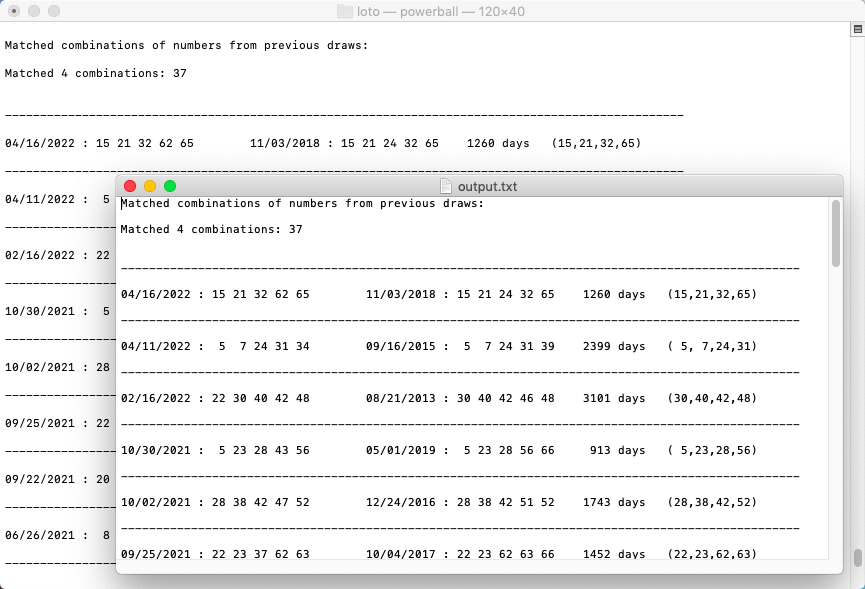 loto — powerball — 120×40
Matched combinations of numbers from previous draws:
Matched 4 combinations: 37
04/16/2022 : 15 21 32 62 65        11/03/2018 : 15 21 24 32 65    1260 days   (15,21,32,65)
04/11/2022 :  5
02/16/2022 : 22
10/30/2021 :  5
10/02/2021 : 28
09/25/2021 : 22
09/22/2021 : 20
06/26/2021 :  8
output.txt
Matched combinations of numbers from previous draws:
Matched 4 combinations: 37
04/16/2022 : 15 21 32 62 65        11/03/2018 : 15 21 24 32 65    1260 days   (15,21,32,65)
04/11/2022 :  5  7 24 31 34        09/16/2015 :  5  7 24 31 39    2399 days   ( 5, 7,24,31)
02/16/2022 : 22 30 40 42 48        08/21/2013 : 30 40 42 46 48    3101 days   (30,40,42,48)
10/30/2021 :  5 23 28 43 56        05/01/2019 :  5 23 28 56 66     913 days   ( 5,23,28,56)
10/02/2021 : 28 38 42 47 52        12/24/2016 : 28 38 42 51 52    1743 days   (28,38,42,52)
09/25/2021 : 22 23 37 62 63        10/04/2017 : 22 23 62 63 66    1452 days   (22,23,62,63)